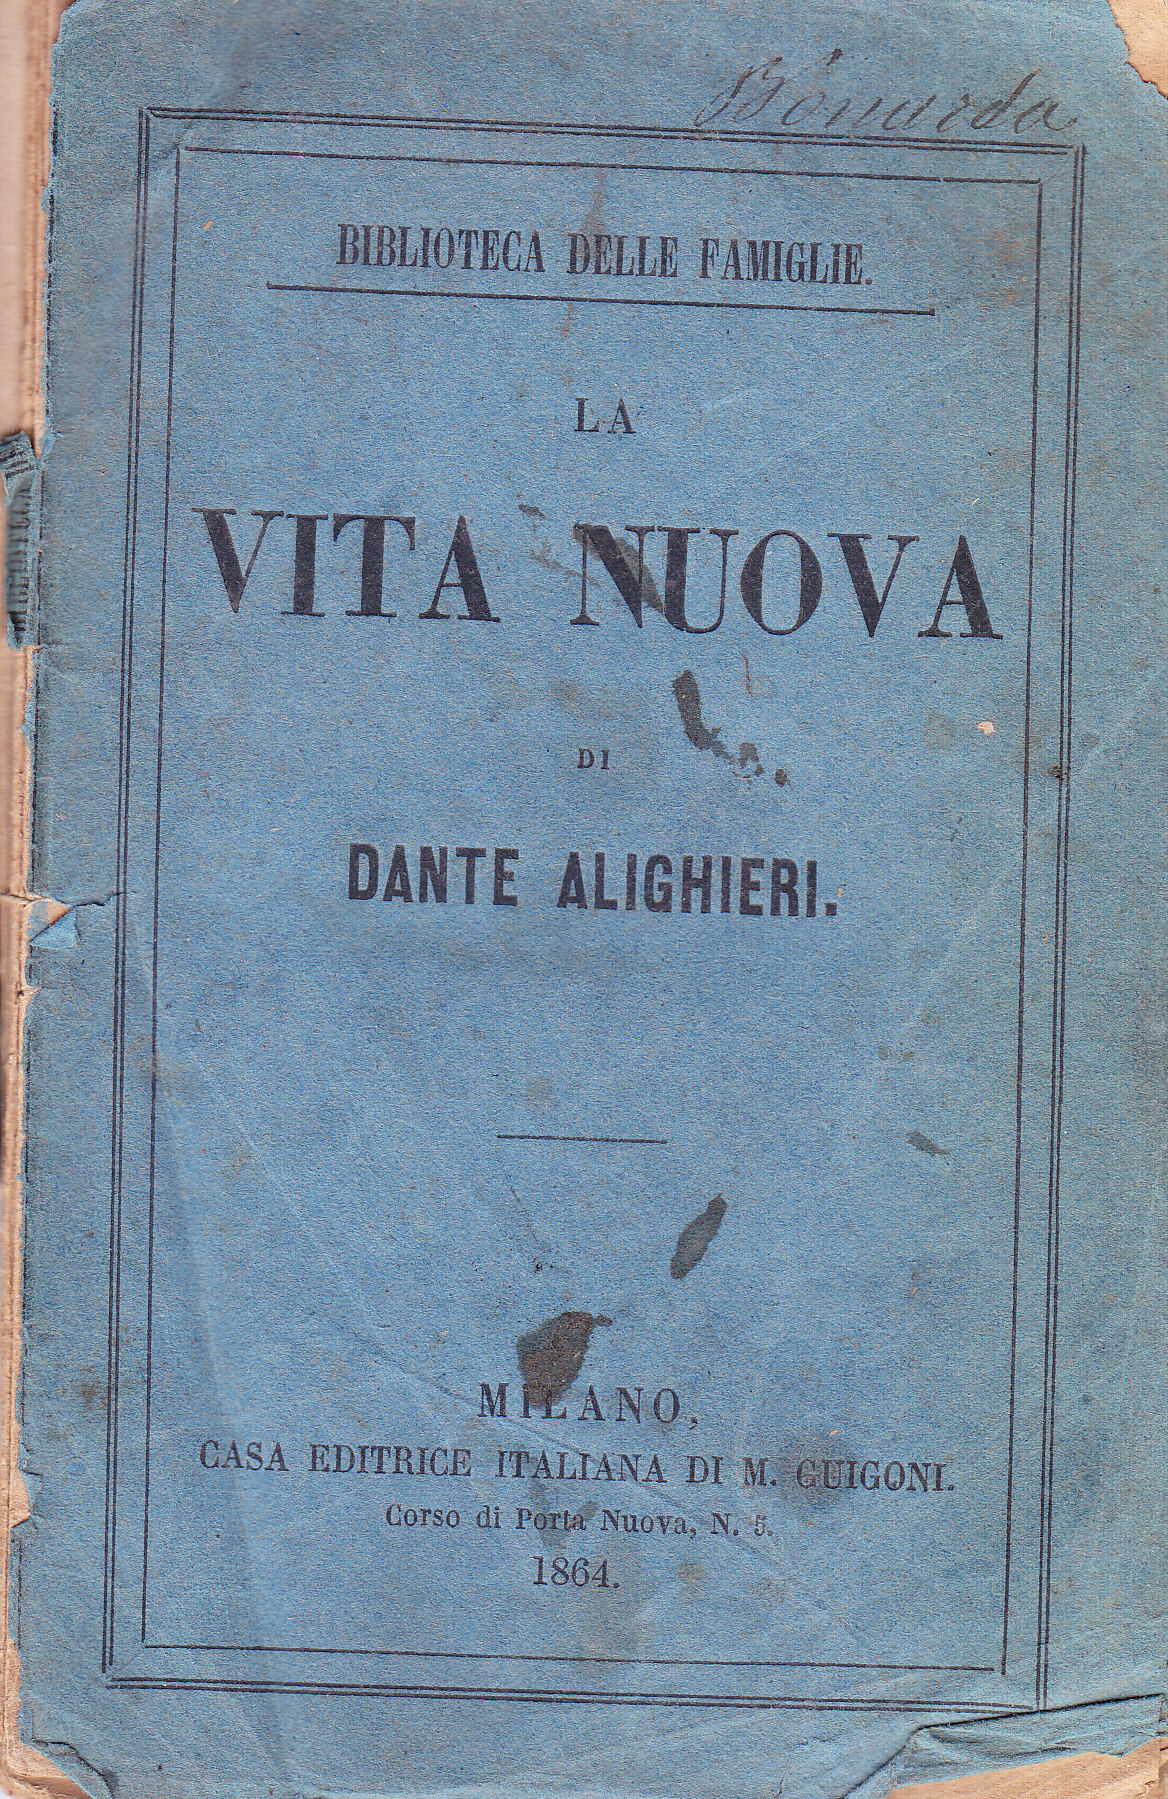 Bonarda
BIBLIOTECA DELLE FAMIGLIE.
LA
VITA NUOVA
DI
DANTE ALIGHIERI.
MILANO,
CASA EDITRICE ITALIANA DI M. GUIGONI.
Corso di Porta Nuova, N. 5.
1864.